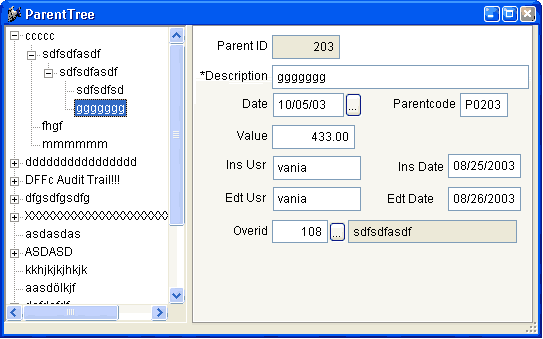 ParentTree
ccccc
sdfsdfasdf
sdfsdfasdf
sdfsdfsd
ggggggg
fhgf
mmmmmm
dddddddddddddddd
DFFc Audit Trail!!!
dfgsdfgsdfg
asdasdas
ASDASD
kkhjkjkjhkjk
aasdölkjf
Parent ID 203
*Description ggggggg
Date 10/05/03 ... Parentcode P0203
Value 433.00
Ins Usr vania Ins Date 08/25/2003
Edt Usr vania Edt Date 08/26/2003
Overid 108 ... sdfsdfasdf